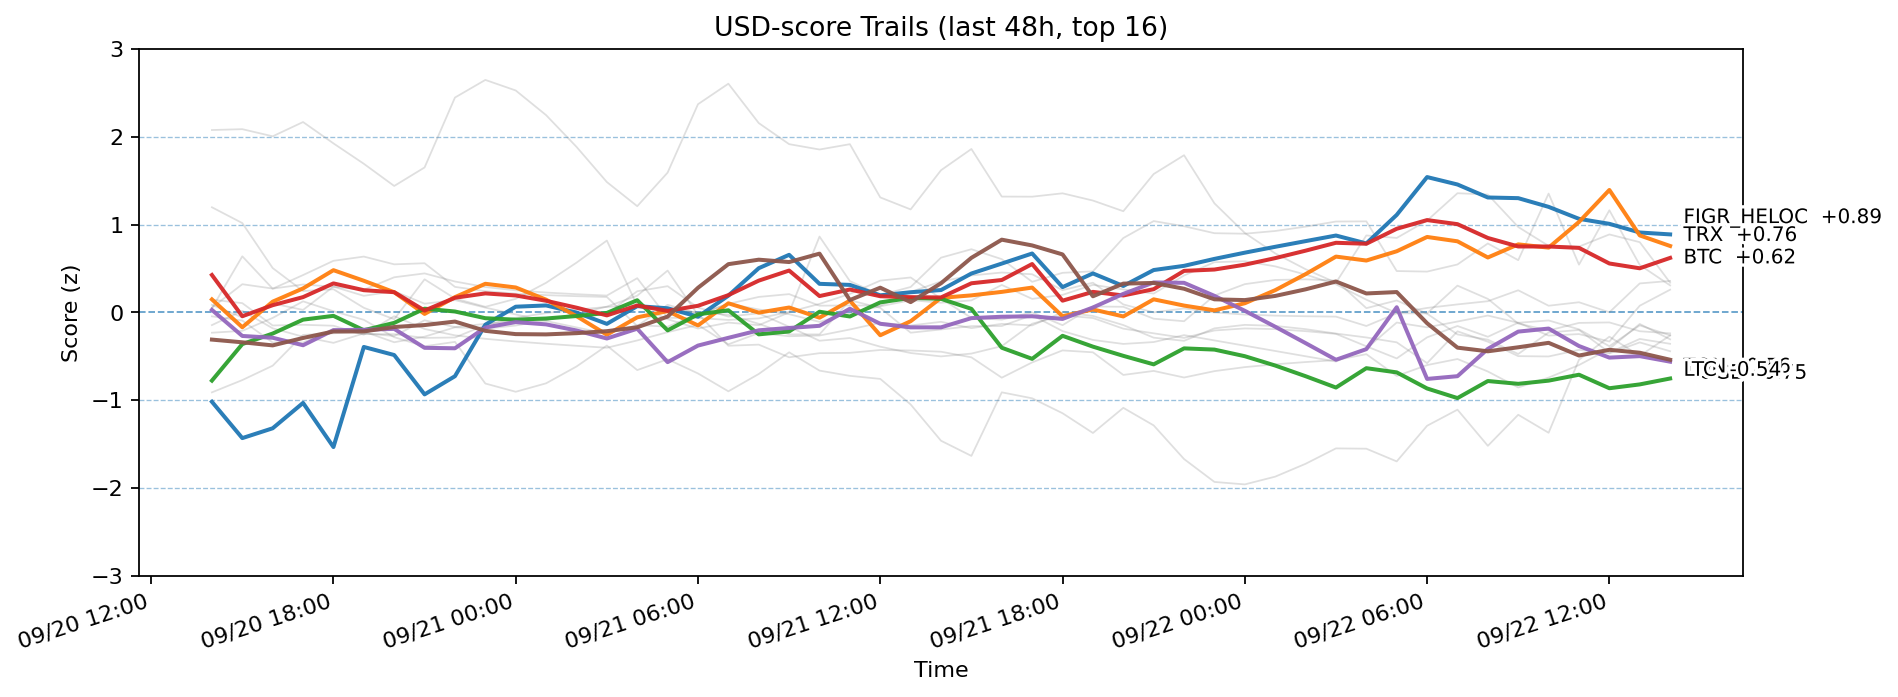 USD-score Trails (last 48h, top 16)
Score (z)
3
2
1
0
−1
−2
−3
FIGR_HELOC +0.89
TRX +0.76
BTC +0.62
09/20 12:00
09/20 18:00
09/21 00:00
09/21 06:00
09/21 12:00
09/21 18:00
09/22 00:00
09/22 06:00
09/22 12:00
Time